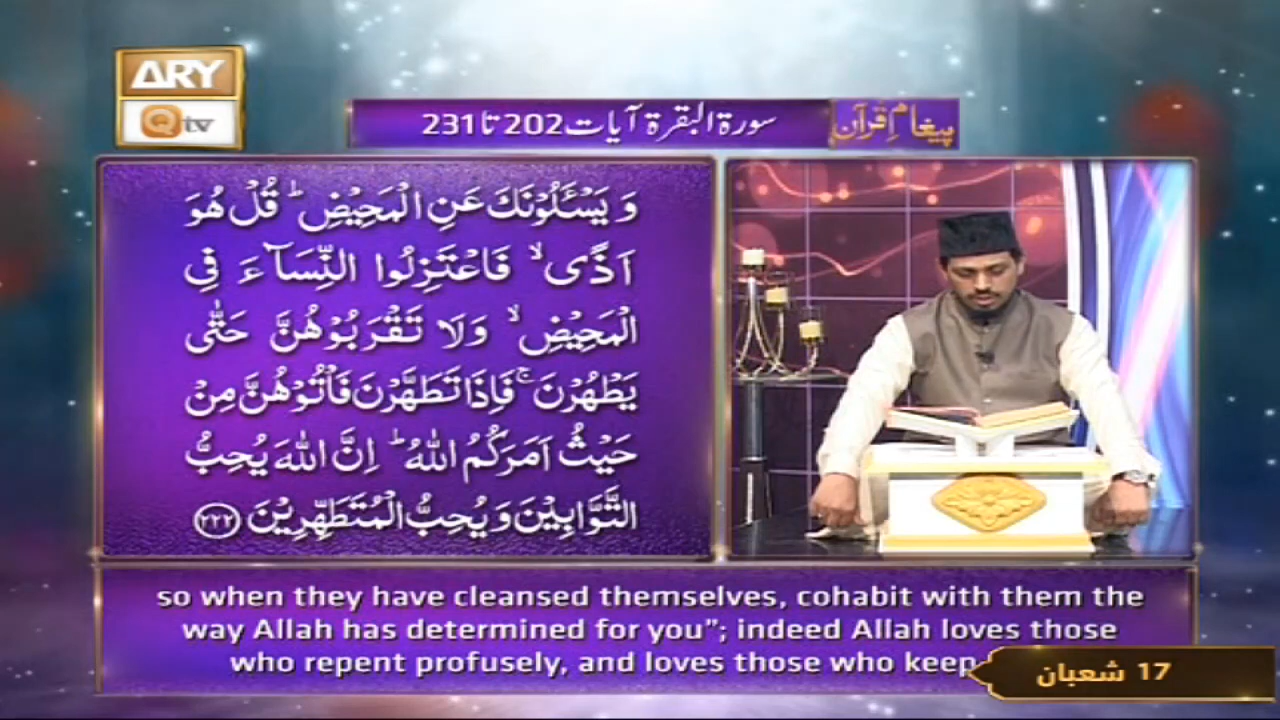 ARY
Qtv
پیغامِ قرآن
سورۃ البقرۃ آیات 202 تا 231
وَ یَسْـَٔلُوْنَكَ عَنِ الْمَحِیْضِ ؕ قُلْ هُوَ
اَذًی ۙ فَاعْتَزِلُوا النِّسَآءَ فِی
الْمَحِیْضِ ۙ وَلَا تَقْرَبُوْهُنَّ حَتّٰی
یَطْهُرْنَ ۚ فَاِذَا تَطَهَّرْنَ فَاْتُوْهُنَّ مِنْ
حَیْثُ اَمَرَكُمُ اللّٰهُ ؕ اِنَّ اللّٰهَ یُحِبُّ
التَّوَّابِیْنَ وَ یُحِبُّ الْمُتَطَهِّرِیْنَ ﴿۲۲۲﴾
so when they have cleansed themselves, cohabit with them the
way Allah has determined for you”; indeed Allah loves those
who repent profusely, and loves those who keep
17 شعبان